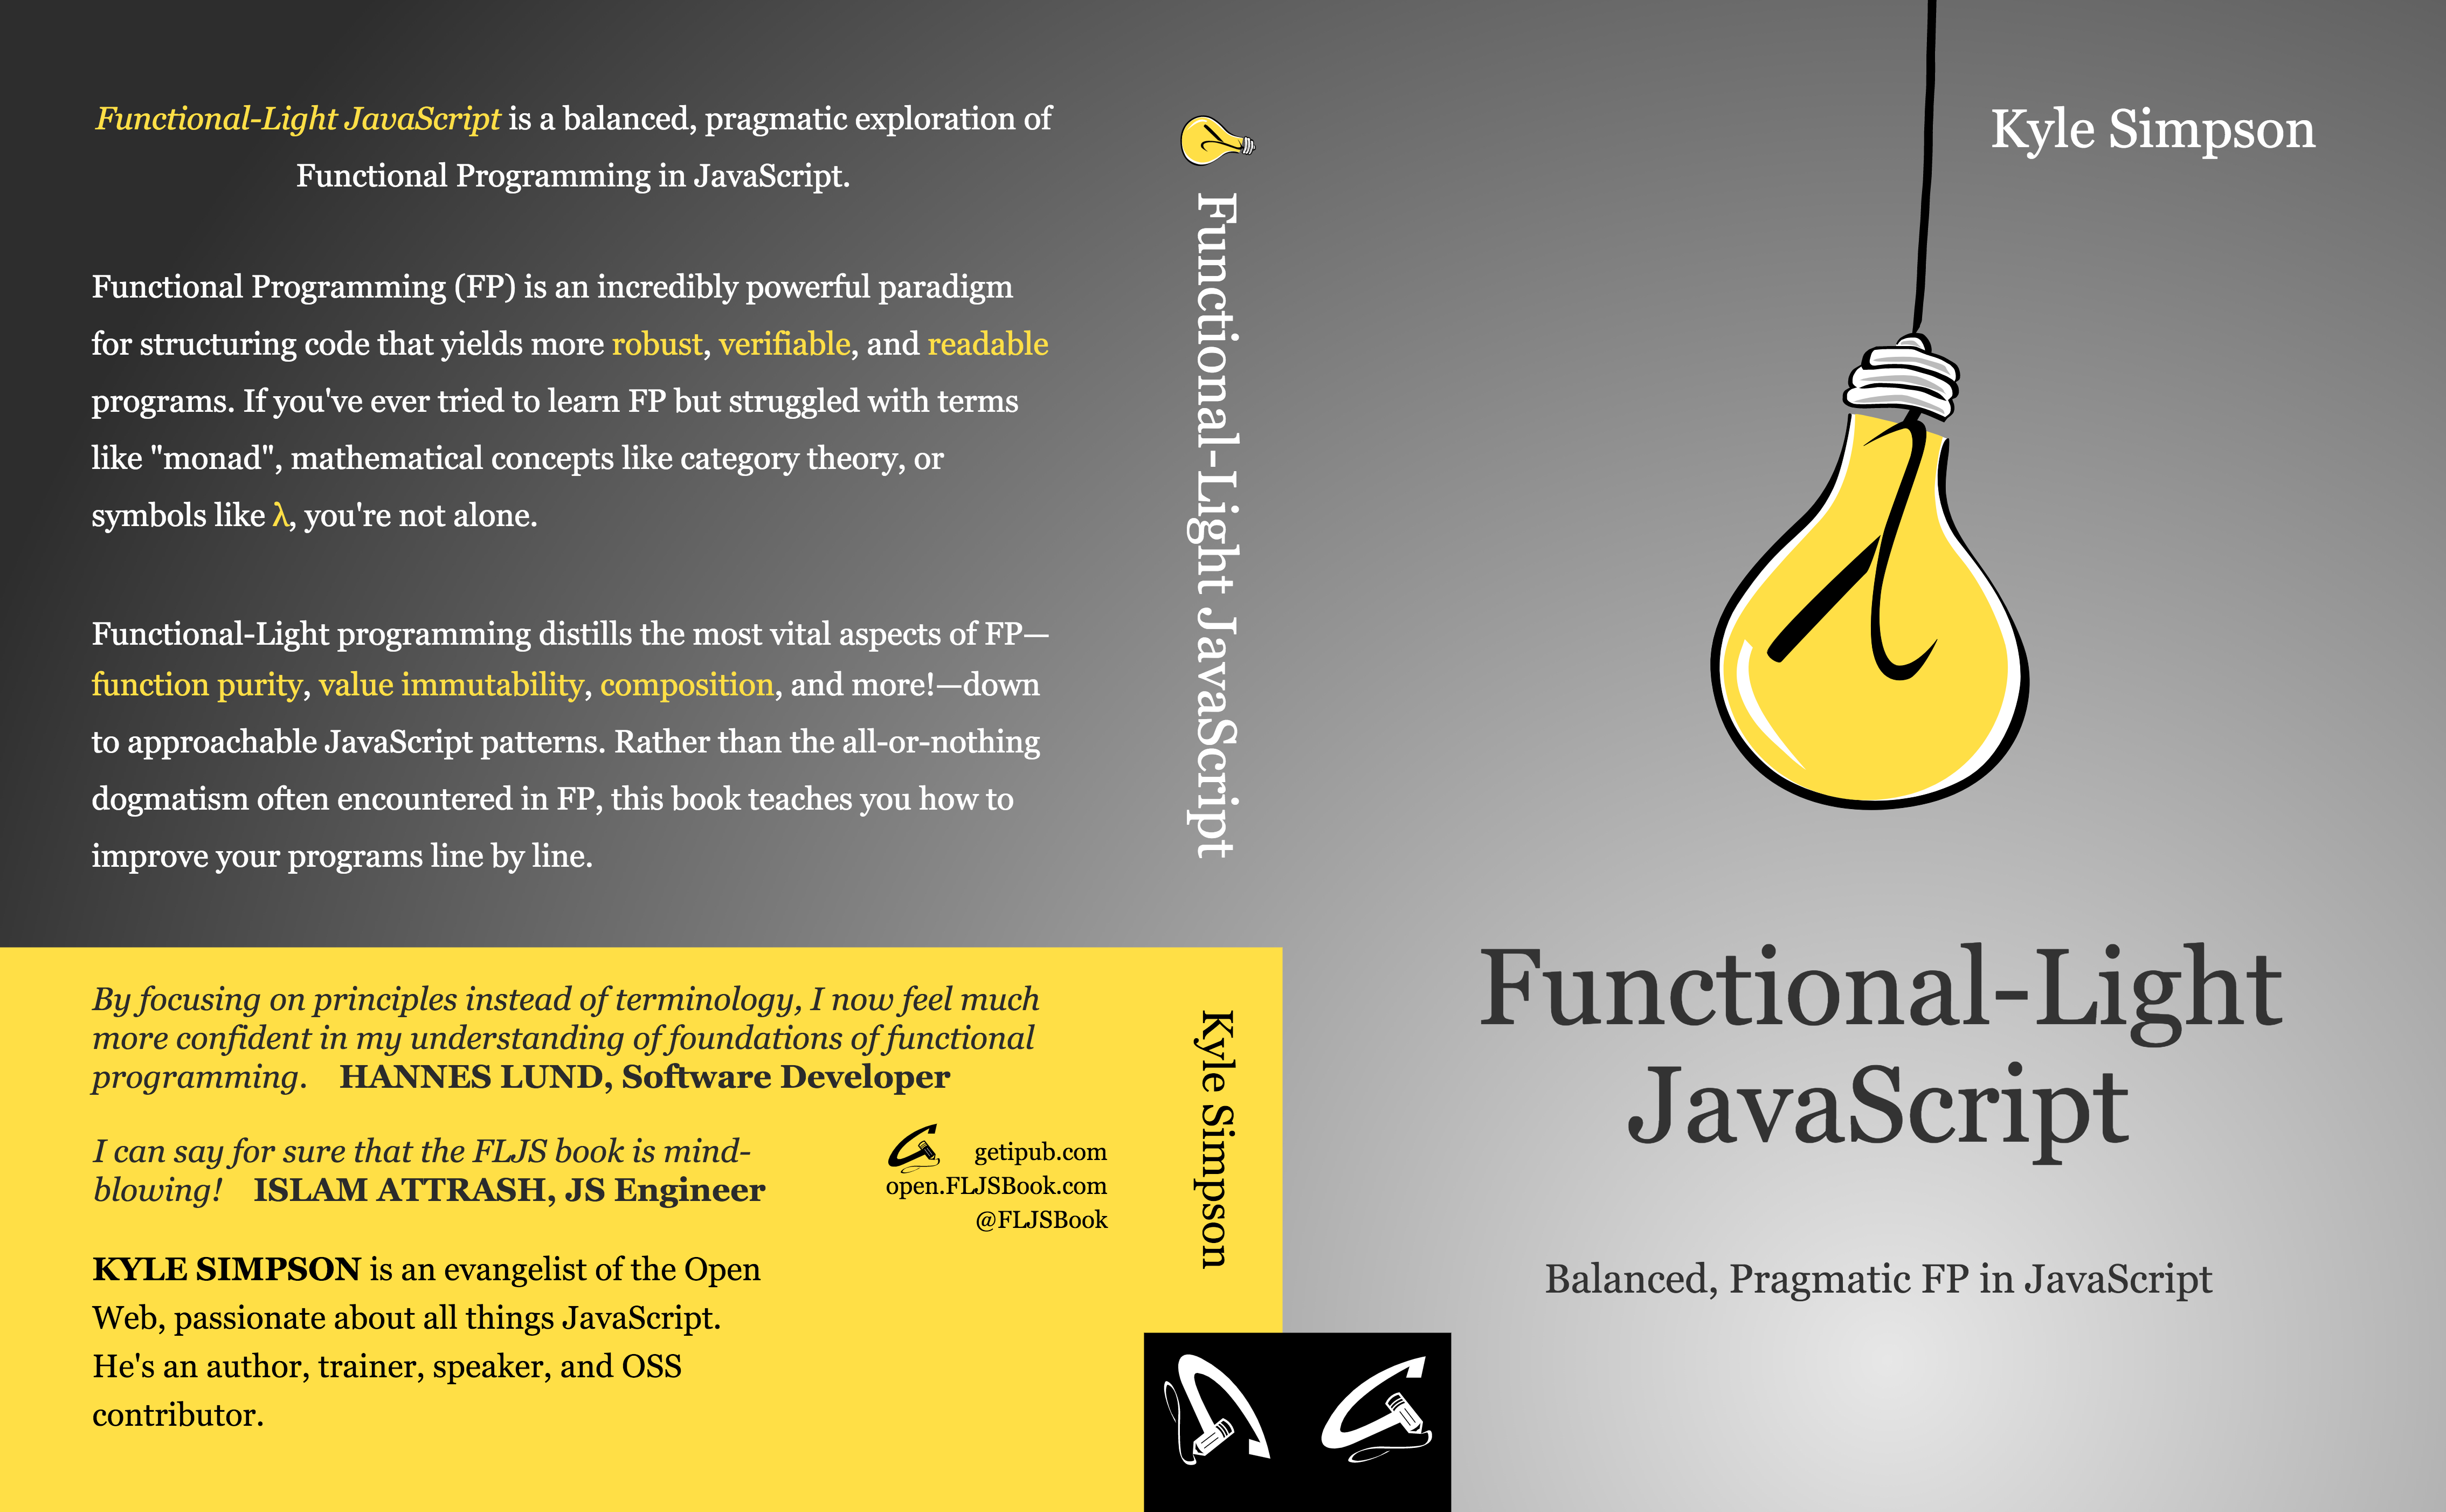 Functional-Light JavaScript is a balanced, pragmatic exploration of
Functional Programming in JavaScript.
Functional Programming (FP) is an incredibly powerful paradigm
for structuring code that yields more robust, verifiable, and readable
programs. If you've ever tried to learn FP but struggled with terms
like "monad", mathematical concepts like category theory, or
symbols like λ, you're not alone.
Functional-Light programming distills the most vital aspects of FP—
function purity, value immutability, composition, and more!—down
to approachable JavaScript patterns. Rather than the all-or-nothing
dogmatism often encountered in FP, this book teaches you how to
improve your programs line by line.
By focusing on principles instead of terminology, I now feel much
more confident in my understanding of foundations of functional
programming. HANNES LUND, Software Developer
I can say for sure that the FLJS book is mind-
blowing! ISLAM ATTRASH, JS Engineer
getipub.com
open.FLJSBook.com
@FLJSBook
KYLE SIMPSON is an evangelist of the Open
Web, passionate about all things JavaScript.
He's an author, trainer, speaker, and OSS
contributor.
λ
Functional-Light JavaScript
Kyle Simpson
Kyle Simpson
λ
Functional-Light
JavaScript
Balanced, Pragmatic FP in JavaScript